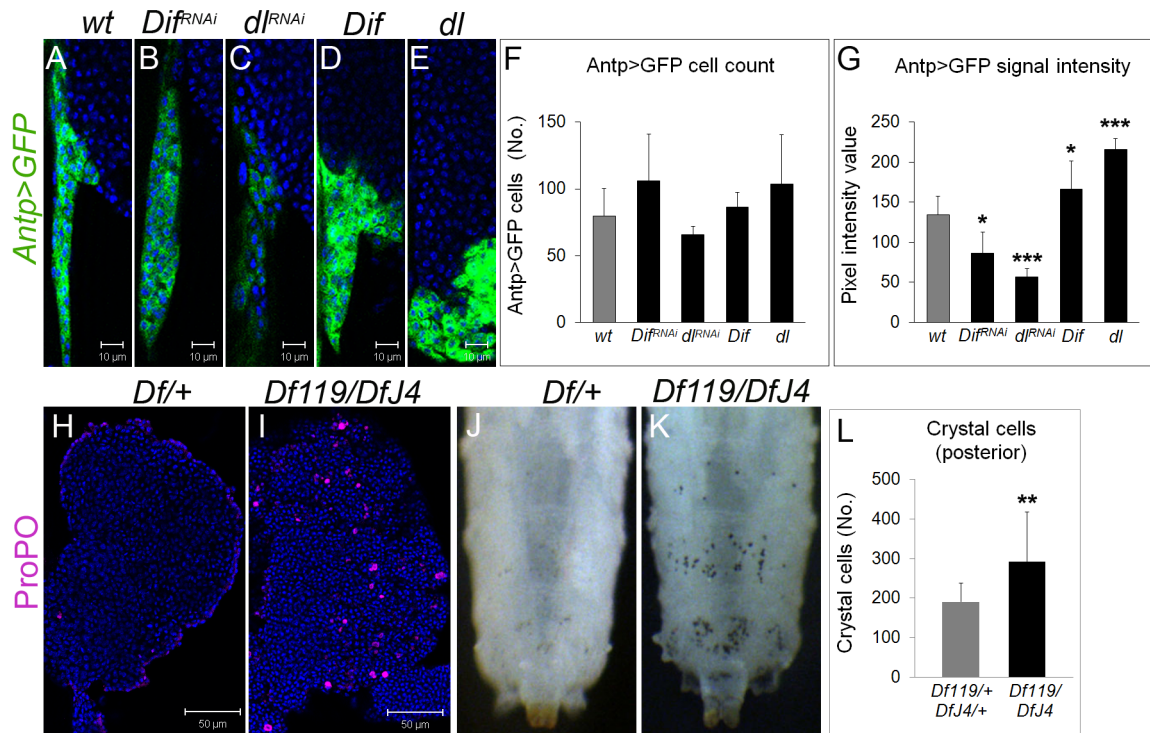 wt Dif^RNAi dl^RNAi Dif dl
A B C D E
Antp>GFP
10 µm 10 µm 10 µm 10 µm 10 µm
F
Antp>GFP cell count
Antp>GFP cells (No.)
150
100
50
0
wt Dif^RNAi dl^RNAi Dif dl
G
Antp>GFP signal intensity
Pixel intensity value
250
200
150
100
50
0
* *** * ***
wt Dif^RNAi dl^RNAi Dif dl
Df/+ Df119/DfJ4 Df/+ Df119/DfJ4
H I J K
ProPO
50 µm 50 µm
L
Crystal cells
(posterior)
Crystal cells (No.)
500
400
300
200
100
0
**
Df119/+ Df119/
DfJ4/+ DfJ4